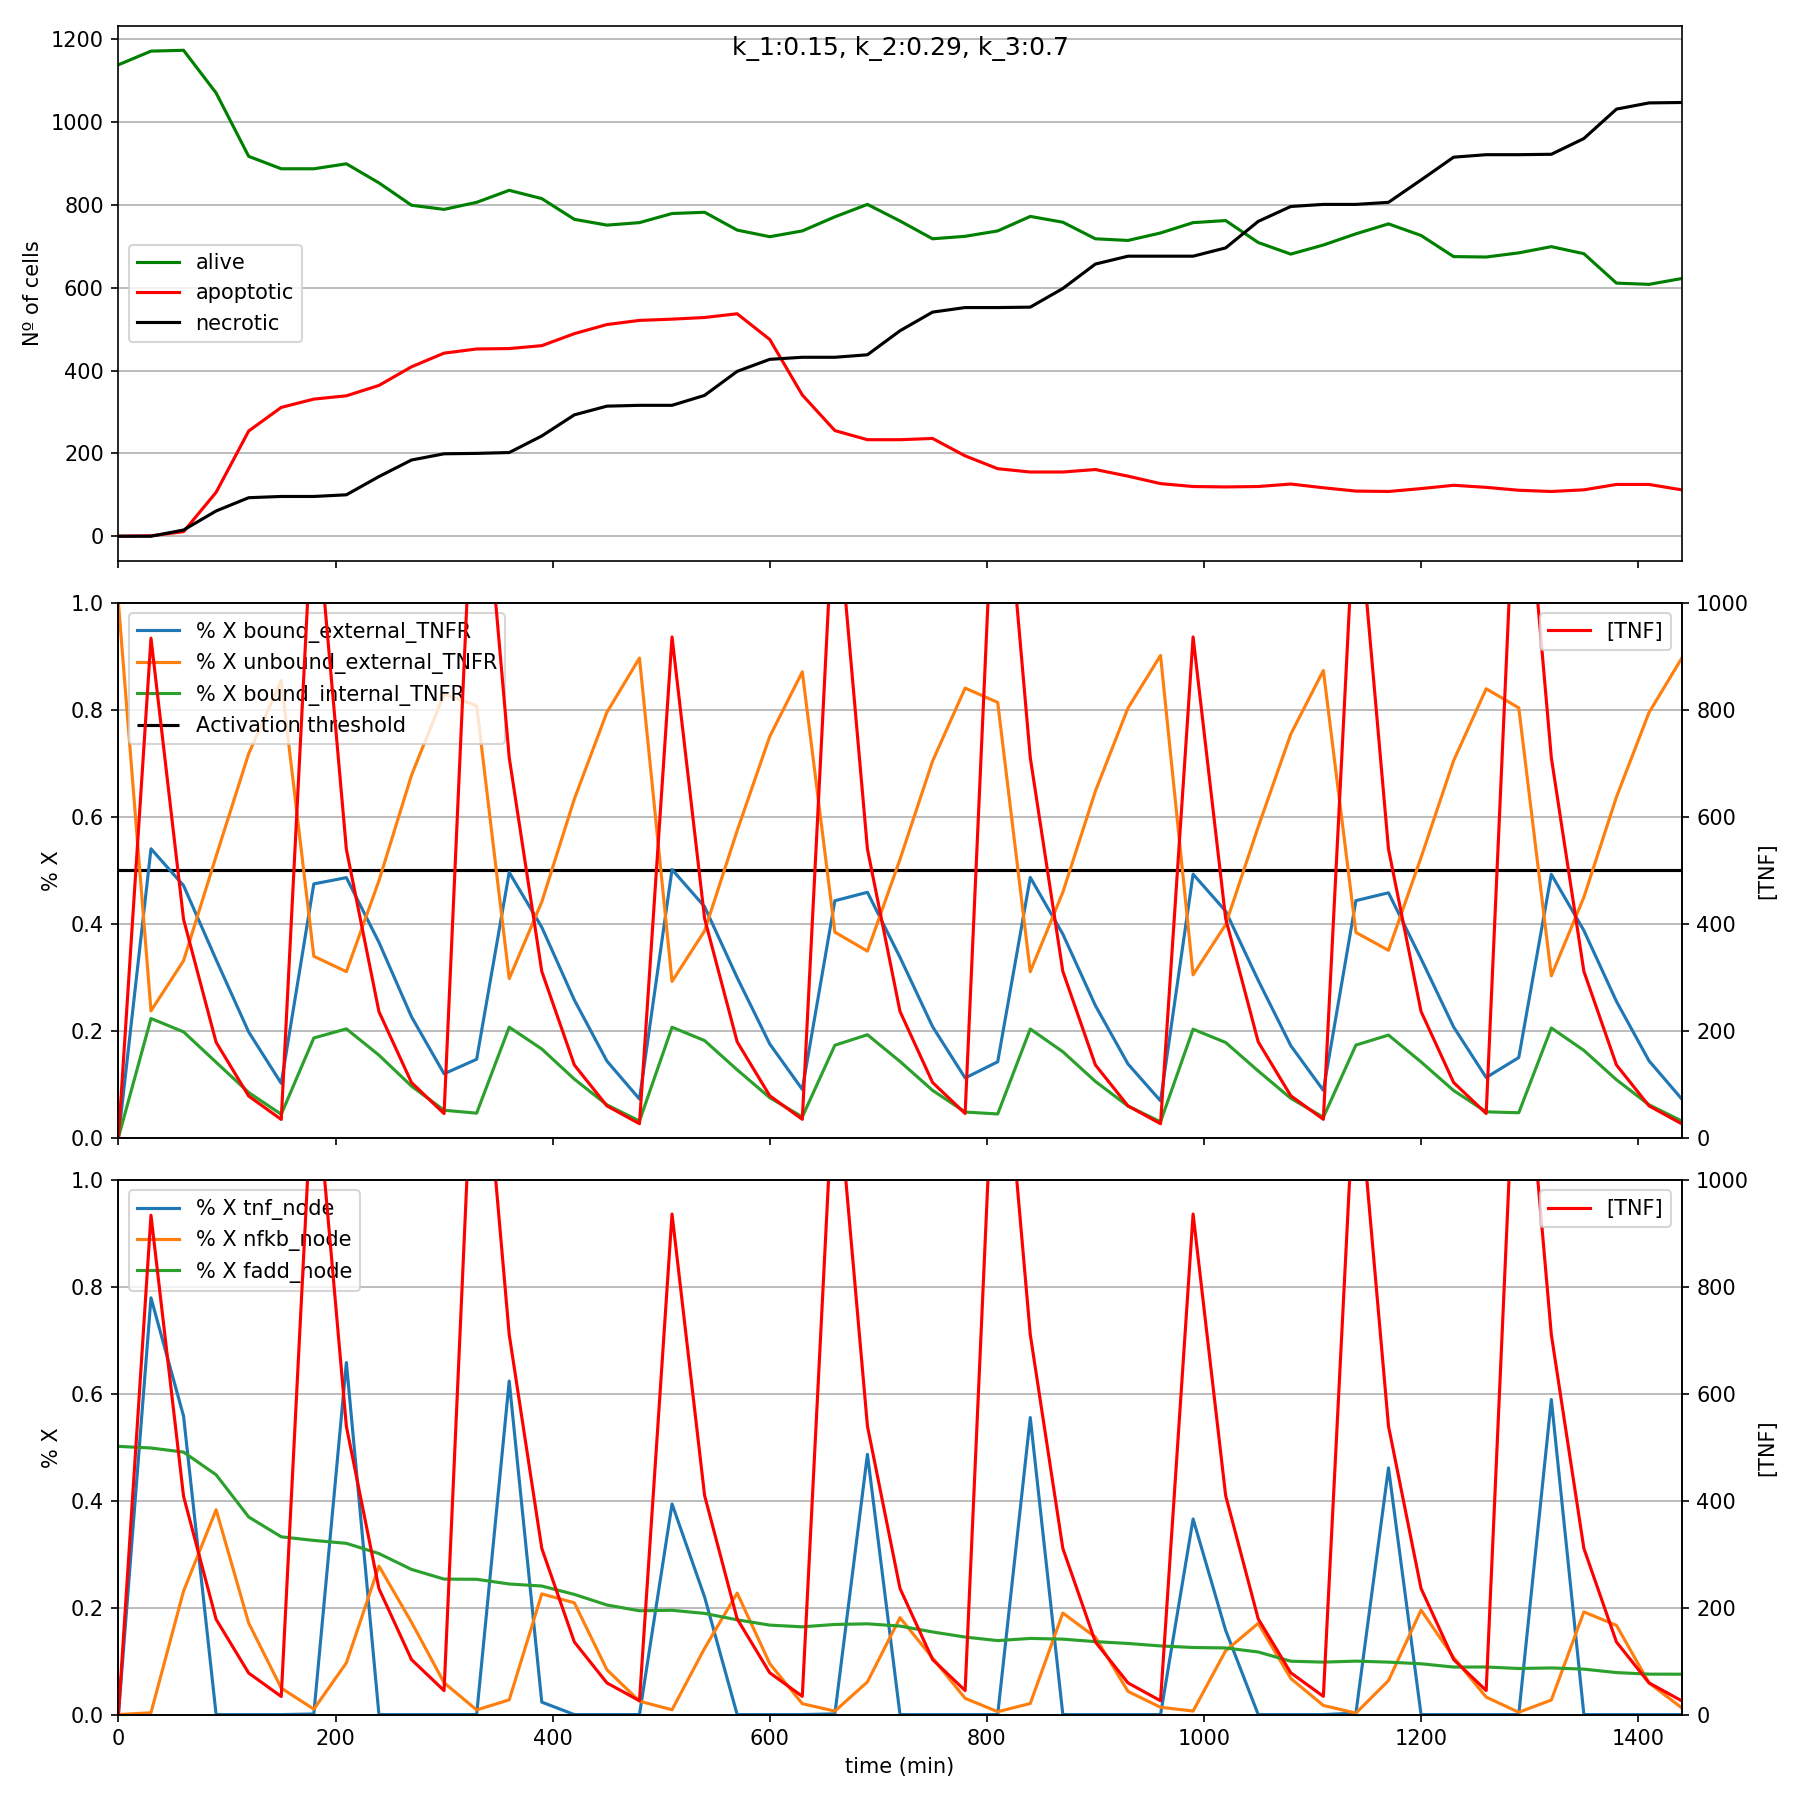 k_1:0.15, k_2:0.29, k_3:0.7
1200
1000
800
600
400
200
0
Nº of cells
alive
apoptotic
necrotic
1.0
0.8
0.6
0.4
0.2
0.0
% X
% X bound_external_TNFR
% X unbound_external_TNFR
% X bound_internal_TNFR
Activation threshold
[TNF]
1000
800
600
400
200
0
[TNF]
1.0
0.8
0.6
0.4
0.2
0.0
% X
% X tnf_node
% X nfkb_node
% X fadd_node
[TNF]
1000
800
600
400
200
0
[TNF]
0 200 400 600 800 1000 1200 1400
time (min)